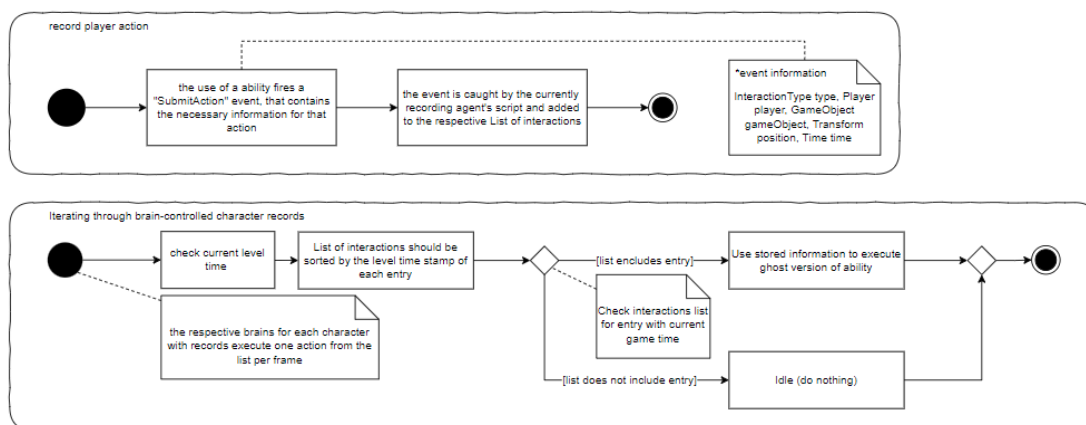 record player action
the use of a ability fires a
"SubmitAction" event, that contains
the necessary information for that
action
the event is caught by the currently
recording agent's script and added
to the respective List of interactions
*event information
InteractionType type, Player
player, GameObject
gameObject, Transform
position, Time time
Iterating through brain-controlled character records
check current level
time
List of interactions should be
sorted by the level time stamp of
each entry
[list encludes entry]
Use stored information to execute
ghost version of ability
Check interactions list
for entry with current
game time
the respective brains for each character
with records execute one action from the
list per frame
[list does not include entry]
Idle (do nothing)